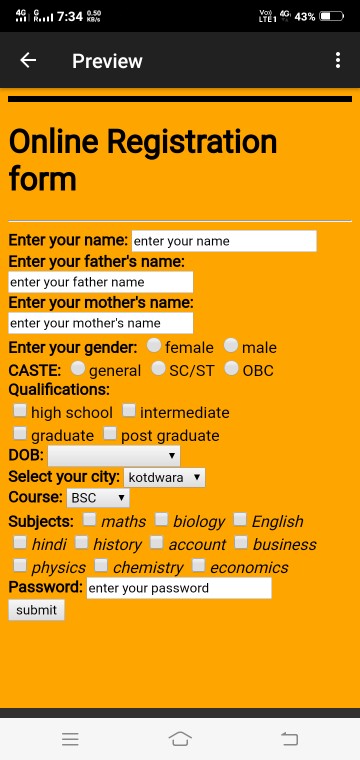 4G G 7:34 0.50 KB/s Vo) LTE1 4G 43%
Preview
Online Registration
form
Enter your name: enter your name
Enter your father's name:
enter your father name
Enter your mother's name:
enter your mother's name
Enter your gender: female male
CASTE: general SC/ST OBC
Qualifications:
high school intermediate
graduate post graduate
DOB:
Select your city: kotdwara
Course: BSC
Subjects: maths biology English
hindi history account business
physics chemistry economics
Password: enter your password
submit